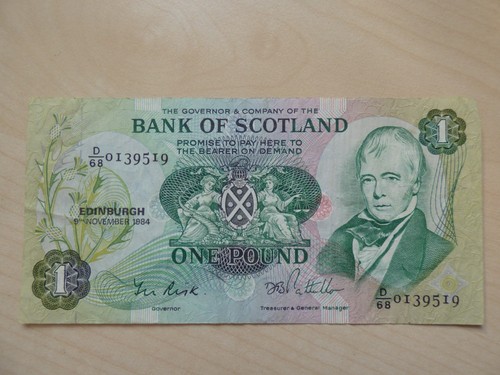 THE GOVERNOR & COMPANY OF THE
BANK OF SCOTLAND
PROMISE TO PAY HERE TO
THE BEARER ON DEMAND
1
D/68 0139519
EDINBURGH
9TH NOVEMBER 1984
ONE POUND
1
Governor
Treasurer & General Manager
D/68 0139519